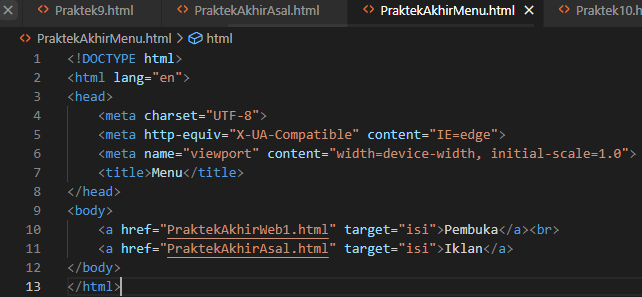 Praktek9.html PraktekAkhirAsal.html PraktekAkhirMenu.html Praktek10.h
PraktekAkhirMenu.html > html
1 <!DOCTYPE html>
2 <html lang="en">
3 <head>
4 <meta charset="UTF-8">
5 <meta http-equiv="X-UA-Compatible" content="IE=edge">
6 <meta name="viewport" content="width=device-width, initial-scale=1.0">
7 <title>Menu</title>
8 </head>
9 <body>
10 <a href="PraktekAkhirWeb1.html" target="isi">Pembuka</a><br>
11 <a href="PraktekAkhirAsal.html" target="isi">Iklan</a>
12 </body>
13 </html>